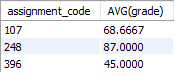 assignment_code AVG(grade)
107 68.6667
248 87.0000
396 45.0000